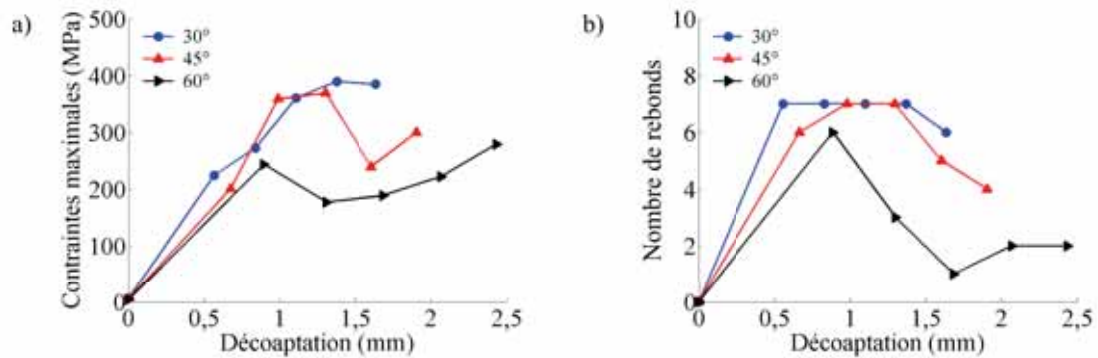 a)
Contraintes maximales (MPa)
500
400
300
200
100
0
30°
45°
60°
0 0,5 1 1,5 2 2,5
Décoaptation (mm)
b)
Nombre de rebonds
10
8
6
4
2
0
30°
45°
60°
0 0,5 1 1,5 2 2,5
Décoaptation (mm)